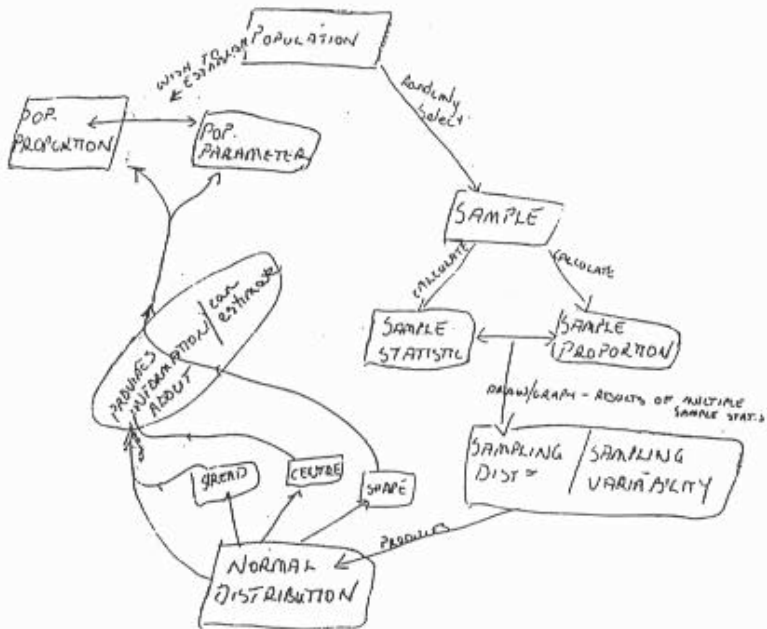 POPULATION
WISH TO
ESTABLISH
Randomly
Select
POP.
PROPORTION
POP.
PARAMETER
SAMPLE
CALCULATE
CALCULATE
SAMPLE
STATISTIC
SAMPLE
PROPORTION
PROVIDES
INFORMATION
ABOUT
/ can
estimate
DRAW/GRAPH - RESULTS OF MULTIPLE
SAMPLE STATS
SAMPLING
DIST
/ SAMPLING
VARIABILITY
SPREAD
CENTRE
SHAPE
PRODUCES
NORMAL
DISTRIBUTION